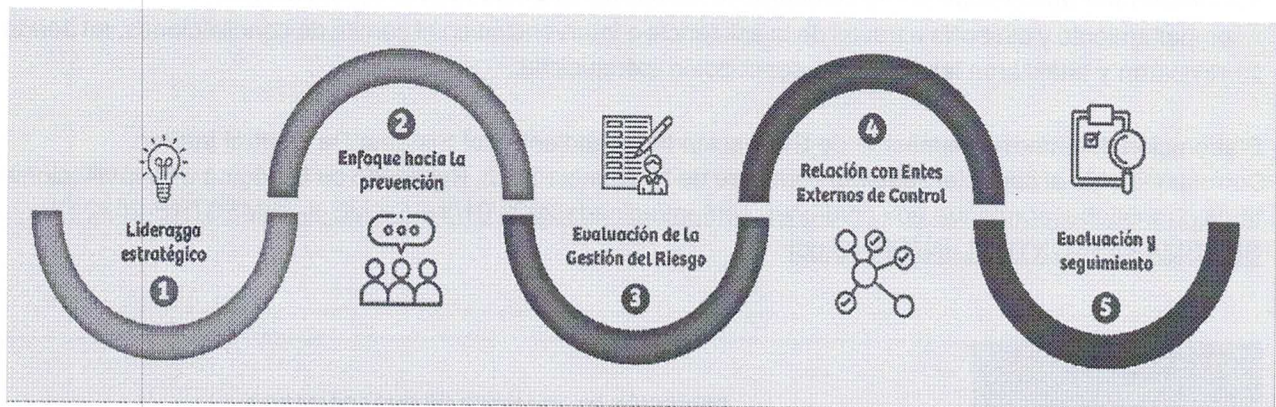 Liderazgo
estratégico
1
2
Enfoque hacia la
prevención
Evaluación de la
Gestión del Riesgo
3
4
Relación con Entes
Externos de Control
Evaluación y
seguimiento
5